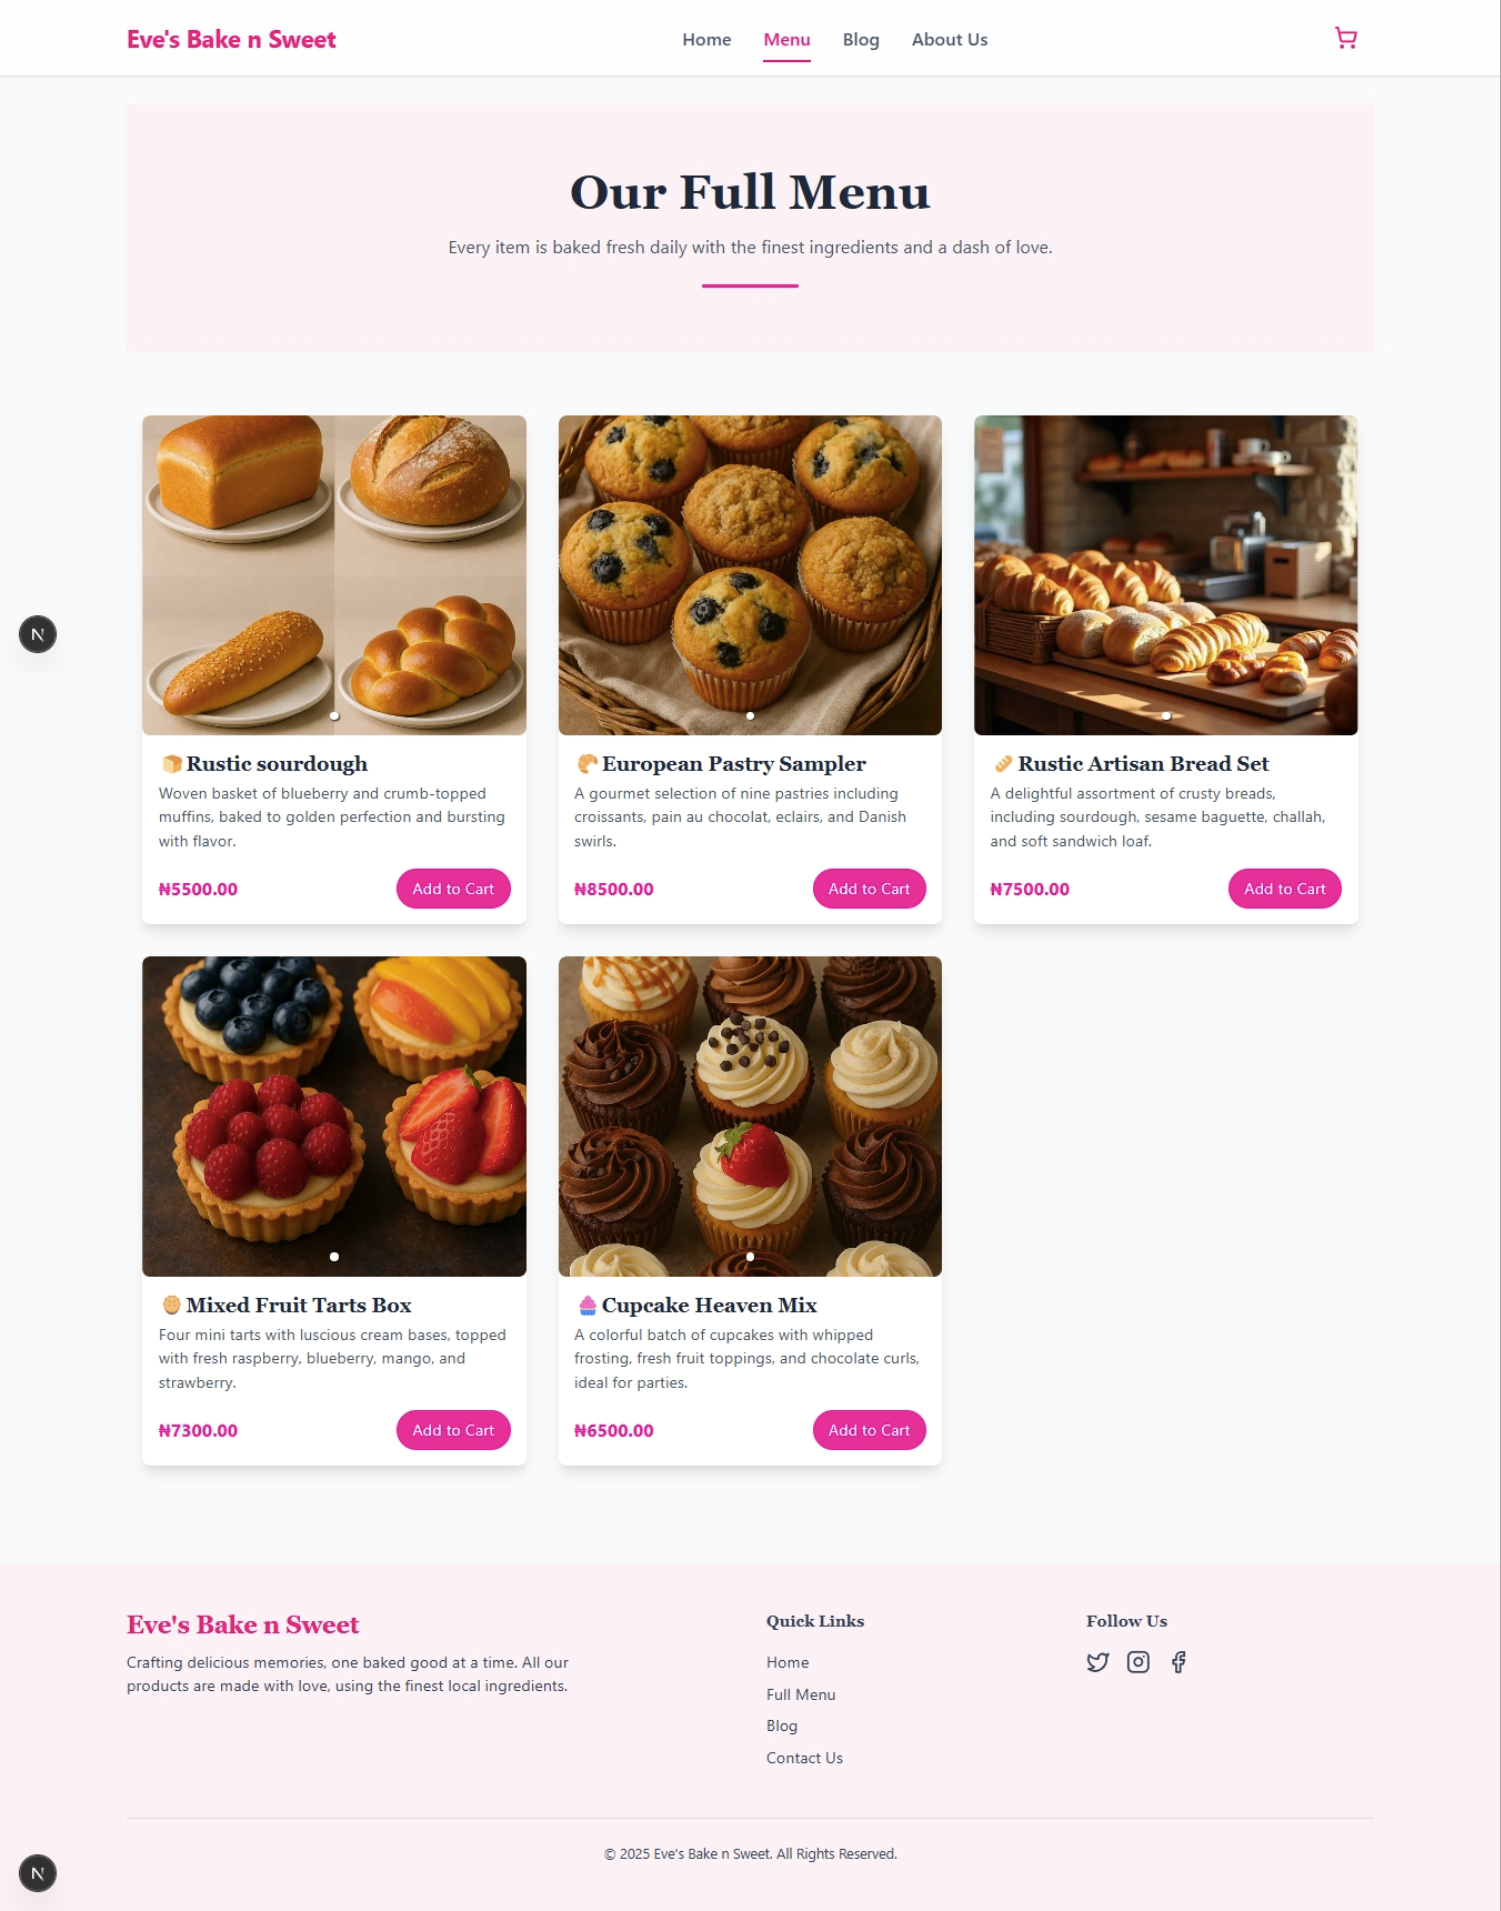 Eve's Bake n Sweet
Home
Menu
Blog
About Us
Our Full Menu
Every item is baked fresh daily with the finest ingredients and a dash of love.
Rustic sourdough
Woven basket of blueberry and crumb-topped
muffins, baked to golden perfection and bursting
with flavor.
₦5500.00
Add to Cart
European Pastry Sampler
A gourmet selection of nine pastries including
croissants, pain au chocolat, eclairs, and Danish
swirls.
₦8500.00
Add to Cart
Rustic Artisan Bread Set
A delightful assortment of crusty breads,
including sourdough, sesame baguette, challah,
and soft sandwich loaf.
₦7500.00
Add to Cart
N
Mixed Fruit Tarts Box
Four mini tarts with luscious cream bases, topped
with fresh raspberry, blueberry, mango, and
strawberry.
₦7300.00
Add to Cart
Cupcake Heaven Mix
A colorful batch of cupcakes with whipped
frosting, fresh fruit toppings, and chocolate curls,
ideal for parties.
₦6500.00
Add to Cart
Eve's Bake n Sweet
Crafting delicious memories, one baked good at a time. All our
products are made with love, using the finest local ingredients.
Quick Links
Home
Full Menu
Blog
Contact Us
Follow Us
© 2025 Eve's Bake n Sweet. All Rights Reserved.
N